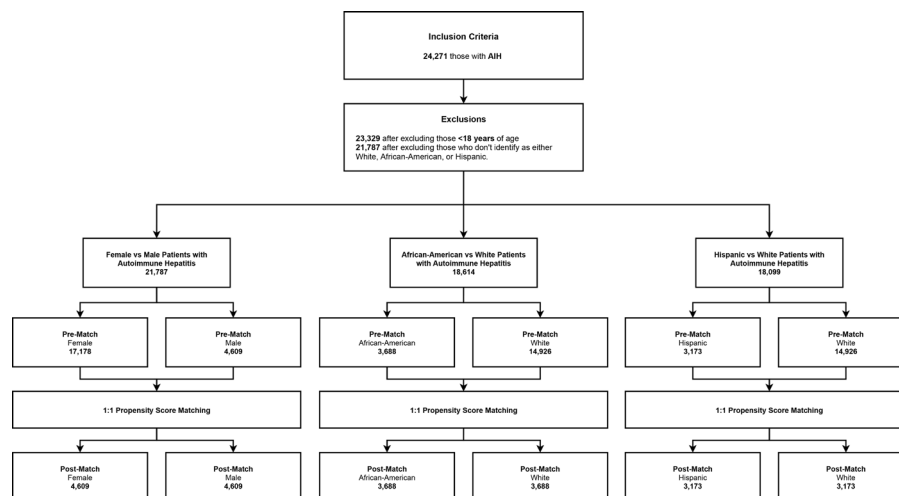 Inclusion Criteria
24,271 those with AIH
Exclusions
23,329 after excluding those <18 years of age
21,787 after excluding those who don't identify as either
White, African-American, or Hispanic.
Female vs Male Patients with
Autoimmune Hepatitis
21,787
African-American vs White Patients
with Autoimmune Hepatitis
18,614
Hispanic vs White Patients with
Autoimmune Hepatitis
18,099
Pre-Match
Female
17,178
Pre-Match
Male
4,609
Pre-Match
African-American
3,688
Pre-Match
White
14,926
Pre-Match
Hispanic
3,173
Pre-Match
White
14,926
1:1 Propensity Score Matching
1:1 Propensity Score Matching
1:1 Propensity Score Matching
Post-Match
Female
4,609
Post-Match
Male
4,609
Post-Match
African-American
3,688
Post-Match
White
3,688
Post-Match
Hispanic
3,173
Post-Match
White
3,173